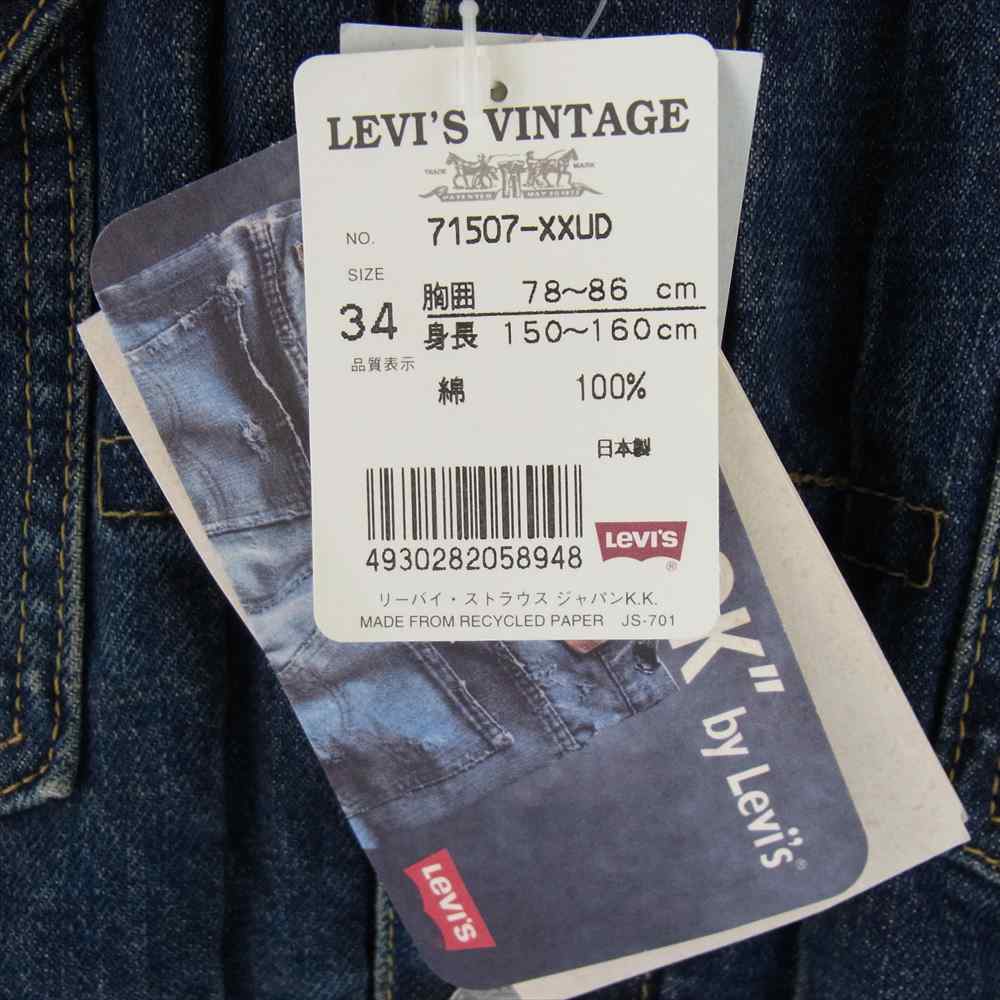 LEVI'S VINTAGE
TRADE MARK
NO. 71507-XXUD
SIZE
34
胸囲 78〜86 cm
身長 150〜160cm
品質表示
綿 100%
日本製
4930282058948
LEVI'S ®
リーバイ・ストラウス ジャパンK.K.
MADE FROM RECYCLED PAPER JS-701
by Levi's®
LEVI'S